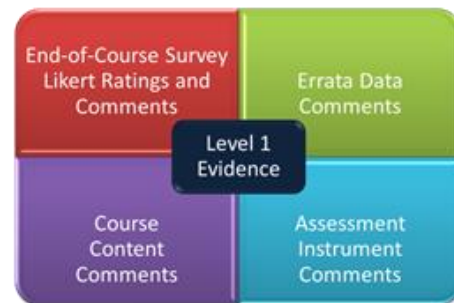 End-of-Course Survey
Likert Ratings and
Comments
Errata Data
Comments
Level 1
Evidence
Course
Content
Comments
Assessment
Instrument
Comments